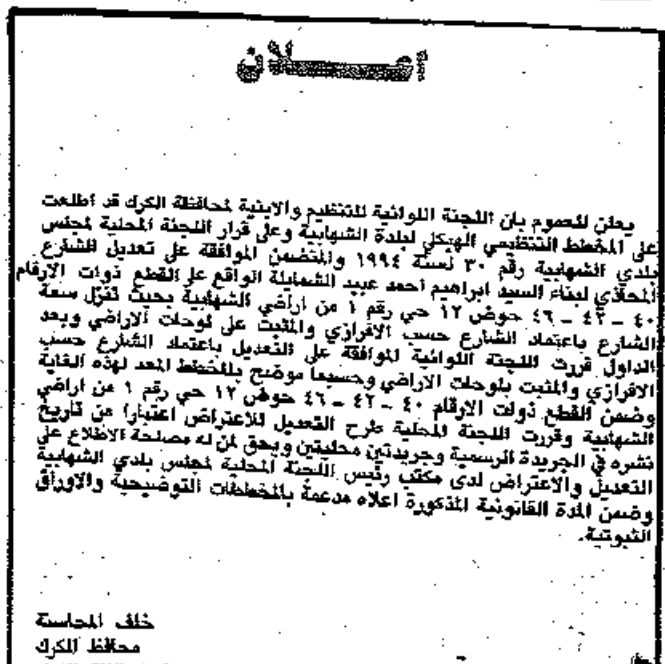 إعــــــلان
يعلن للعموم بان اللجنة اللوائية للتنظيم والابنية لمحافظة الكرك قد اطلعت
على المخطط التنظيمي الهيكلي لبلدة الشهابية وعلى قرار اللجنة المحلية لمجلس
بلدي الشهابية رقم ٣٠ لسنة ١٩٩٤ والمتضمن الموافقة على تعديل الشارع
المحاذي لبناء السيد ابراهيم احمد عبيد الشمايلة الواقع على القطع ذوات الارقام
٤٠ - ٤٢ - ٤٦ حوض ١٢ حي رقم ١ من اراضي الشهابية بحيث تنزل سعة
الشارع باعتماد الشارع حسب الافرازي والمثبت على لوحات الاراضي وبعد
الداول قررت اللجنة اللوائية الموافقة على التعديل باعتماد الشارع حسب
الافرازي والمثبت بلوحات الاراضي وحسبما موضح بالمخطط المعد لهذه الغاية
وضمن القطع ذوات الارقام ٤٠ - ٤٢ - ٤٦ حوض ١٢ حي رقم ١ من اراضي
الشهابية وقررت اللجنة المحلية طرح التعديل للاعتراض اعتبارا من تاريخ
نشره في الجريدة الرسمية وجريدتين محليتين ويحق لمن له مصلحة الاطلاع على
التعديل والاعتراض لدى مكتب رئيس اللجنة المحلية لمجلس بلدي الشهابية
وضمن المدة القانونية المذكورة اعلاه مدعمة بالمخططات التوضيحية والاوراق
الثبوتية.
خلف المحاسنة
محافظ الكرك